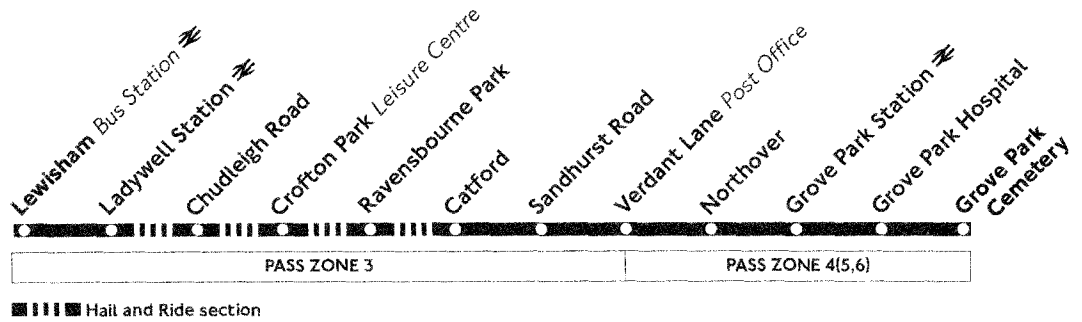 Lewisham Bus Station
Ladywell Station
Chudleigh Road
Crofton Park Leisure Centre
Ravensbourne Park
Catford
Sandhurst Road
Verdant Lane Post Office
Northover
Grove Park Station
Grove Park Hospital
Grove Park
Cemetery
PASS ZONE 3
PASS ZONE 4(5,6)
Hail and Ride section